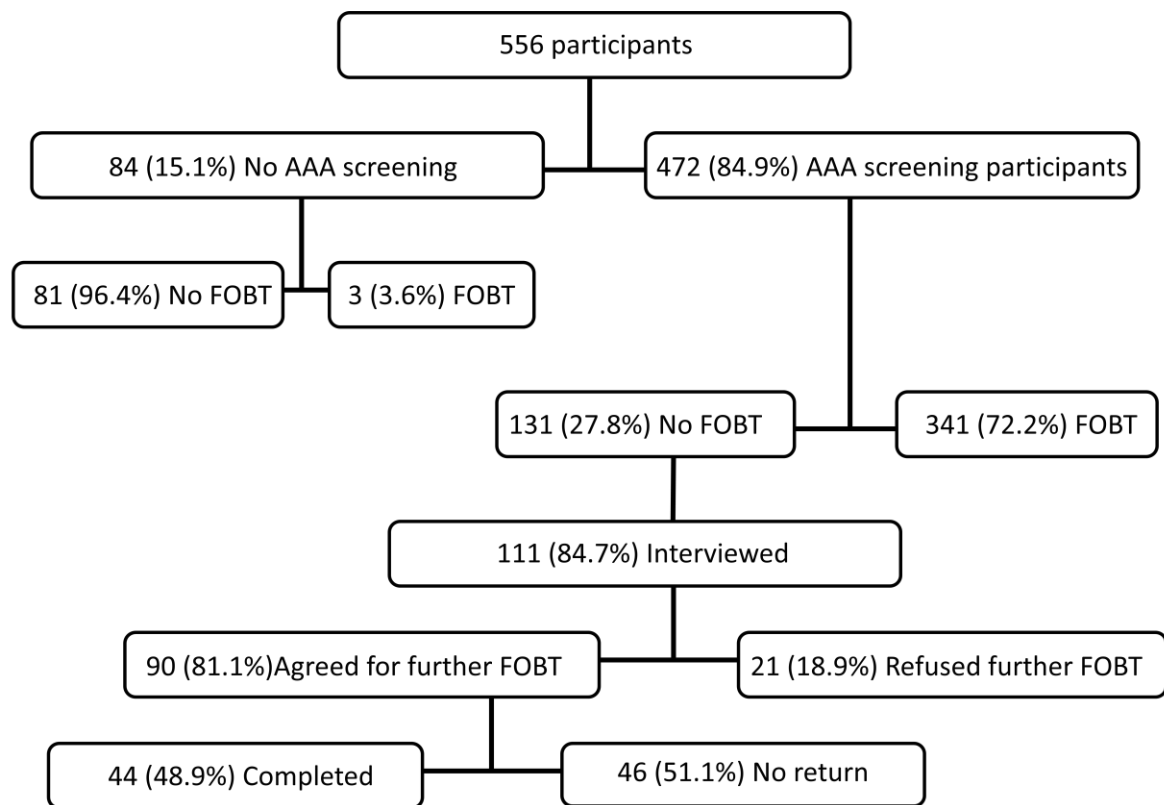 556 participants
84 (15.1%) No AAA screening
472 (84.9%) AAA screening participants
81 (96.4%) No FOBT
3 (3.6%) FOBT
131 (27.8%) No FOBT
341 (72.2%) FOBT
111 (84.7%) Interviewed
90 (81.1%)Agreed for further FOBT
21 (18.9%) Refused further FOBT
44 (48.9%) Completed
46 (51.1%) No return